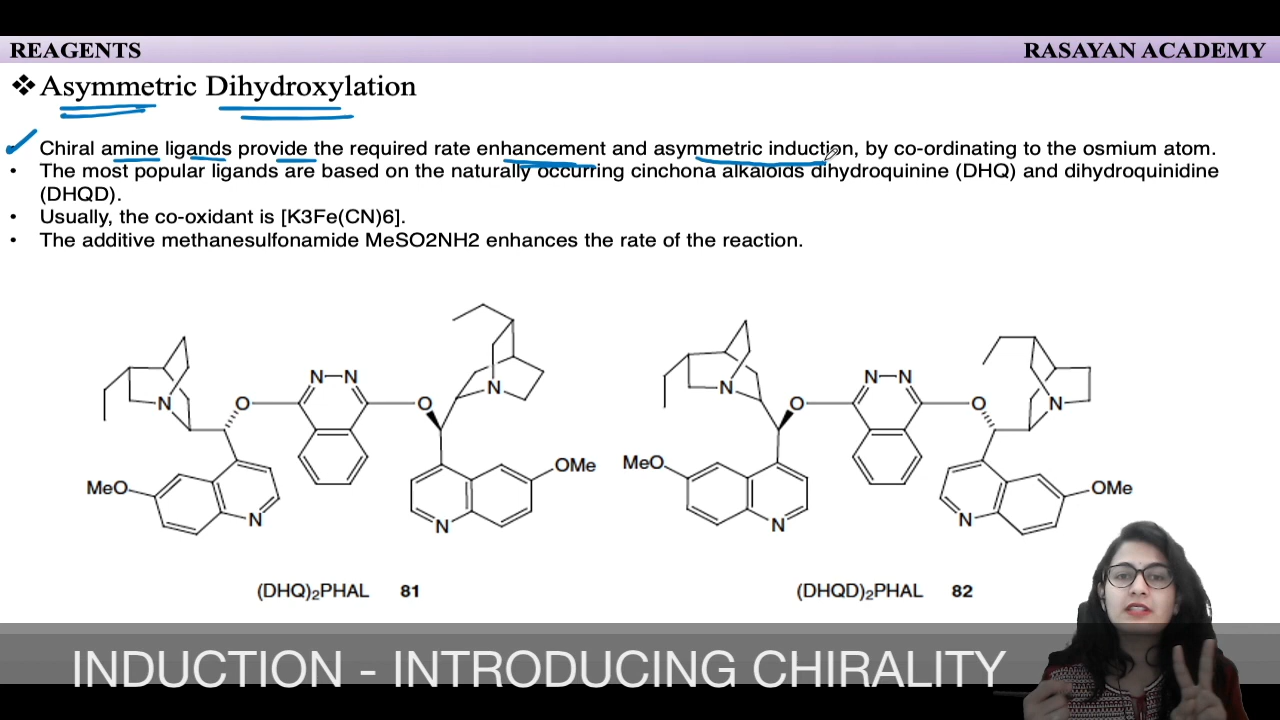 REAGENTS
RASAYAN ACADEMY
❖Asymmetric Dihydroxylation
Chiral amine ligands provide the required rate enhancement and asymmetric induction, by co-ordinating to the osmium atom.
• The most popular ligands are based on the naturally occurring cinchona alkaloids dihydroquinine (DHQ) and dihydroquinidine
(DHQD).
• Usually, the co-oxidant is [K3Fe(CN)6].
• The additive methanesulfonamide MeSO2NH2 enhances the rate of the reaction.
N
O
N N
O
N
MeO
N
N
OMe
N
O
N N
O
N
MeO
N
N
OMe
(DHQ)₂PHAL 81
(DHQD)₂PHAL 82
INDUCTION - INTRODUCING CHIRALITY